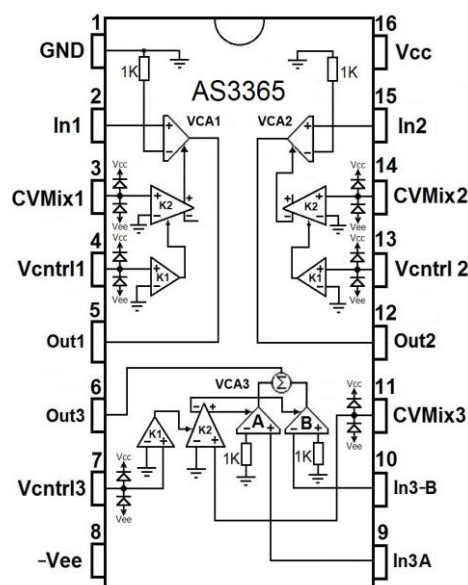 1
16
GND
Vcc
1K
1K
AS3365
2
15
In1
VCA1
VCA2
In2
+
−
+
−
3
14
Vcc
Vcc
CVMix1
K2
K2
CVMix2
+
−
+
−
+
−
+
−
Vee
Vee
4
13
Vcc
Vcc
Vcntrl1
K1
K1
Vcntrl 2
+
−
+
−
Vee
Vee
5
12
Out1
Out2
6
11
VCA3
Σ
Vcc
Out3
CVMix3
K1
K2
A
B
Vee
− +
− +
−
− +
− +
7
10
1K
1K
Vcc
Vcntrl3
In3-B
Vee
8
9
-Vee
In3A